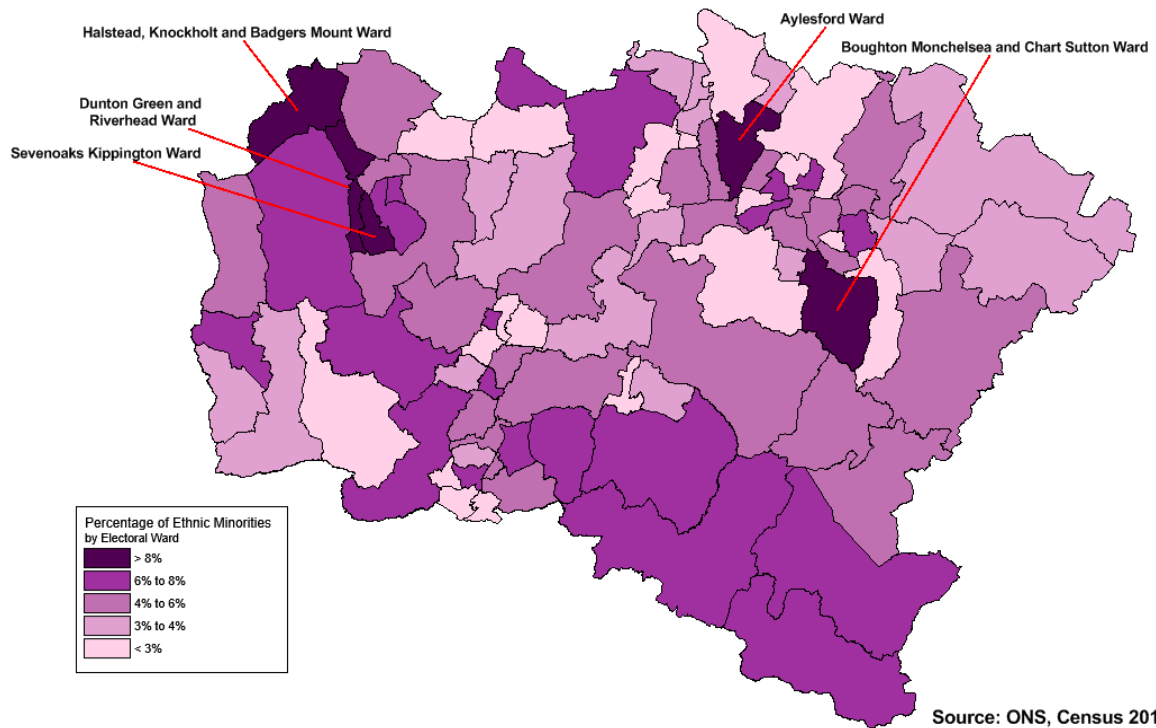 Aylesford Ward
Halstead, Knockholt and Badgers Mount Ward
Boughton Monchelsea and Chart Sutton Ward
Dunton Green and
Riverhead Ward
Sevenoaks Kippington Ward
Percentage of Ethnic Minorities
by Electoral Ward
> 8%
6% to 8%
4% to 6%
3% to 4%
< 3%
Source: ONS, Census 201